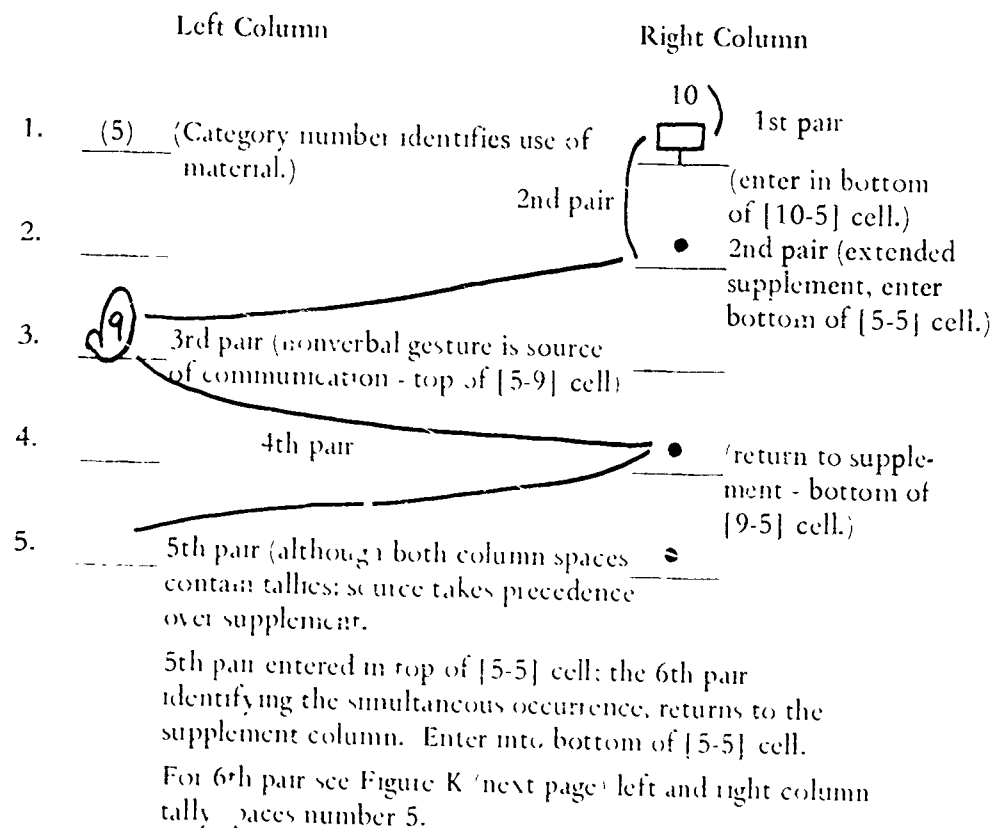 Left Column
Right Column
10
1st pair
1. (5) (Category number identifies use of
material.)
2nd pair
(enter in bottom
of [10-5] cell.)
2.
2nd pair (extended
supplement, enter
bottom of [5-5] cell.)
3. 9 3rd pair (nonverbal gesture is source
of communication - top of [5-9] cell)
4. 4th pair
(return to supple-
ment - bottom of
[9-5] cell.)
5. 5th pair (although both column spaces
contain tallies: source takes precedence
over supplement.
5th pair entered in top of [5-5] cell: the 6th pair
identifying the simultaneous occurrence, returns to the
supplement column. Enter into bottom of [5-5] cell.
For 6th pair see Figure K (next page) left and right column
tally spaces number 5.